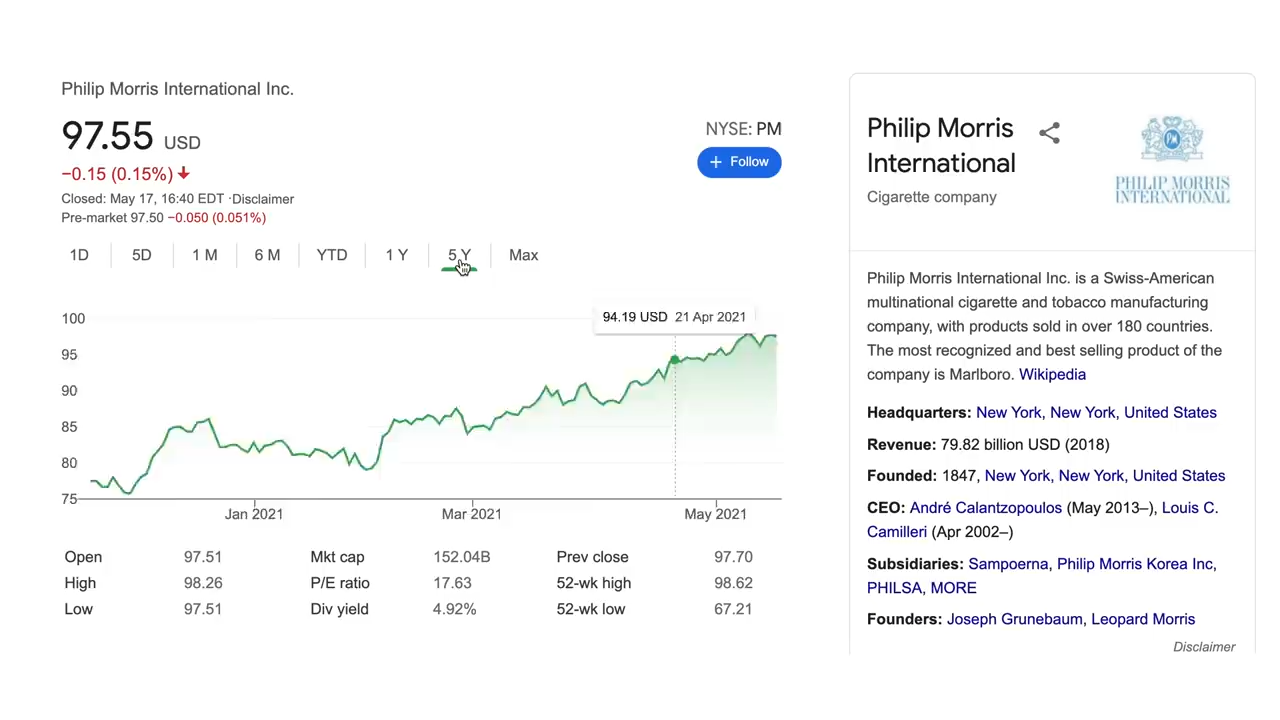 Philip Morris International Inc.
97.55 USD
−0.15 (0.15%)
Closed: May 17, 16:40 EDT ·Disclaimer
Pre-market 97.50 −0.050 (0.051%)
NYSE: PM
+ Follow
1D 5D 1 M 6 M YTD 1 Y 5 Y Max
94.19 USD 21 Apr 2021
100
95
90
85
80
75
Jan 2021 Mar 2021 May 2021
Open 97.51 Mkt cap 152.04B Prev close 97.70
High 98.26 P/E ratio 17.63 52-wk high 98.62
Low 97.51 Div yield 4.92% 52-wk low 67.21
Philip Morris
International
Cigarette company
PM
PHILIP MORRIS
INTERNATIONAL
Philip Morris International Inc. is a Swiss-American
multinational cigarette and tobacco manufacturing
company, with products sold in over 180 countries.
The most recognized and best selling product of the
company is Marlboro. Wikipedia
Headquarters: New York, New York, United States
Revenue: 79.82 billion USD (2018)
Founded: 1847, New York, New York, United States
CEO: André Calantzopoulos (May 2013–), Louis C.
Camilleri (Apr 2002–)
Subsidiaries: Sampoerna, Philip Morris Korea Inc,
PHILSA, MORE
Founders: Joseph Grunebaum, Leopard Morris
Disclaimer